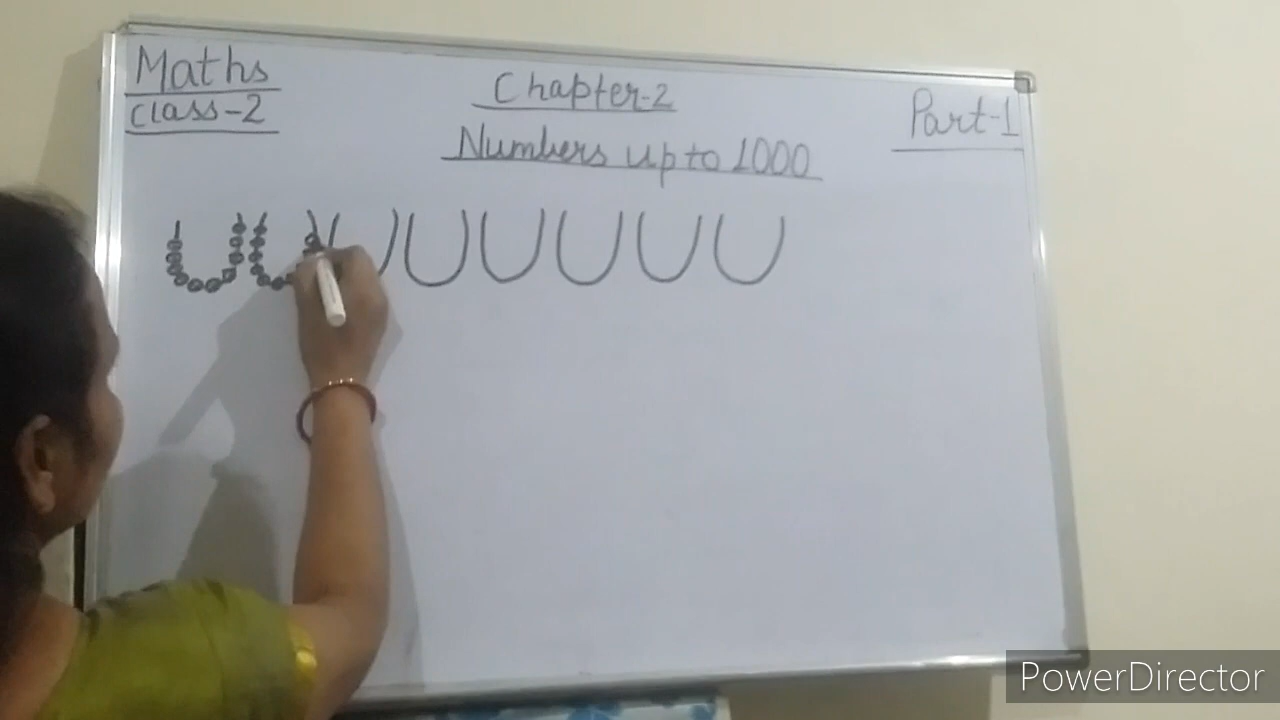 Maths
Class-2
Chapter-2
Part-1
Numbers up to 1000
PowerDirector